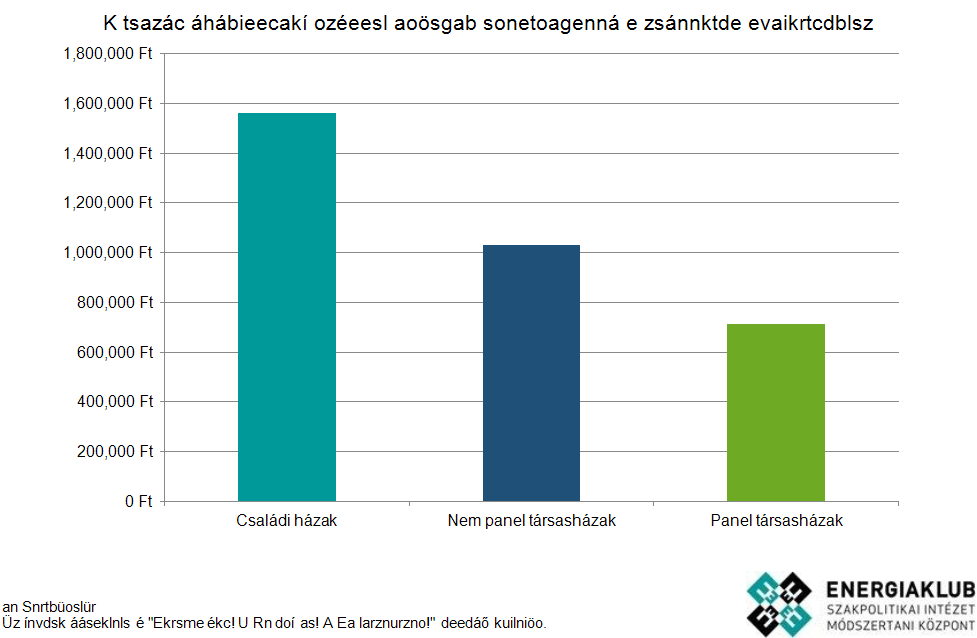 K tsazác áhábieecakí ozéeesl aoösgab sonetoagenná e zsánnktde evaikrtcdblsz
1,800,000 Ft
1,600,000 Ft
1,400,000 Ft
1,200,000 Ft
1,000,000 Ft
800,000 Ft
600,000 Ft
400,000 Ft
200,000 Ft
0 Ft
Családi házak Nem panel társasházak Panel társasházak
an Snrtbüoslür
Üz ínvdsk ááseklnls é "Ekrsme ékc! U Rn doí as! A Ea larznurzno!" deedáő kuilniöo.
ENERGIAKLUB
SZAKPOLITIKAI INTÉZET
MÓDSZERTANI KÖZPONT